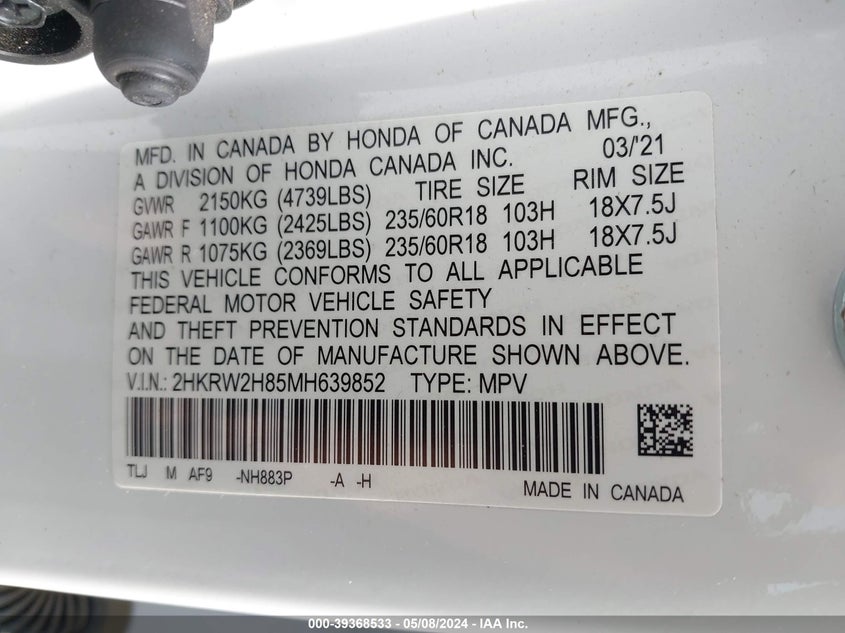 MFD. IN CANADA BY HONDA OF CANADA MFG.,
A DIVISION OF HONDA CANADA INC. 03/'21
GVWR 2150KG (4739LBS) TIRE SIZE RIM SIZE
GAWR F 1100KG (2425LBS) 235/60R18 103H 18X7.5J
GAWR R 1075KG (2369LBS) 235/60R18 103H 18X7.5J
THIS VEHICLE CONFORMS TO ALL APPLICABLE
FEDERAL MOTOR VEHICLE SAFETY
AND THEFT PREVENTION STANDARDS IN EFFECT
ON THE DATE OF MANUFACTURE SHOWN ABOVE.
V.I.N.: 2HKRW2H85MH639852 TYPE: MPV
TLJ M AF9 -NH883P -A -H
MADE IN CANADA
000-39368533 - 05/08/2024 - IAA Inc.